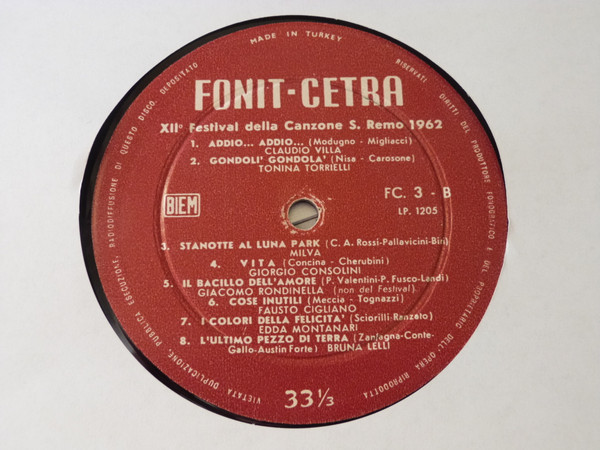 MADE IN TURKEY
RISERVATI I DIRITTI DEL PRODUTTORE FONOGRAFICO E DEL PROPRIETARIO DELL'OPERA RIPRODOTTA
VIETATA DUPLICAZIONE PUBBLICA ESECUZIONE, RADIODIFFUSIONE DI QUESTO DISCO. DEPOSITATO
FONIT-CETRA
XIIº Festival della Canzone S. Remo 1962
1. ADDIO... ADDIO... (Modugno - Migliacci)
CLAUDIO VILLA
2. GONDOLI' GONDOLA' (Nisa - Carosone)
TONINA TORRIELLI
BIEM
FC. 3 - B
LP. 1205
3. STANOTTE AL LUNA PARK (C. A. Rossi-Pallavicini-Biri)
MILVA
4. VITA (Concina - Cherubini)
GIORGIO CONSOLINI
5. IL BACILLO DELL'AMORE (P. Valentini-P. Fusco-Landi)
GIACOMO RONDINELLA (non del Festival)
6. COSE INUTILI (Meccia - Tognazzi)
FAUSTO CIGLIANO
7. I COLORI DELLA FELICITA' (Sciorilli-Ranzato)
EDDA MONTANARI
8. L'ULTIMO PEZZO DI TERRA (Zanfagna-Conte-
Gallo-Austin Forte) BRUNA LELLI
33 1/3